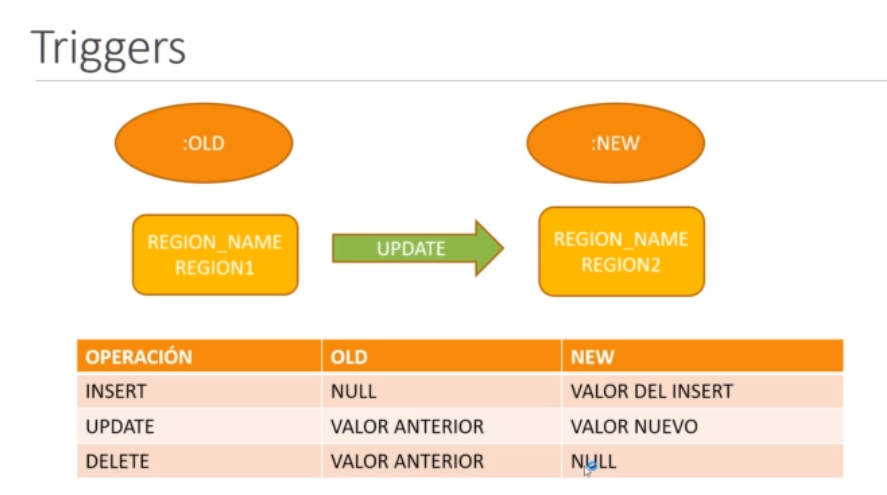 Triggers
:OLD
:NEW
REGION_NAME
REGION1
UPDATE
REGION_NAME
REGION2
OPERACIÓN OLD NEW
INSERT NULL VALOR DEL INSERT
UPDATE VALOR ANTERIOR VALOR NUEVO
DELETE VALOR ANTERIOR NULL